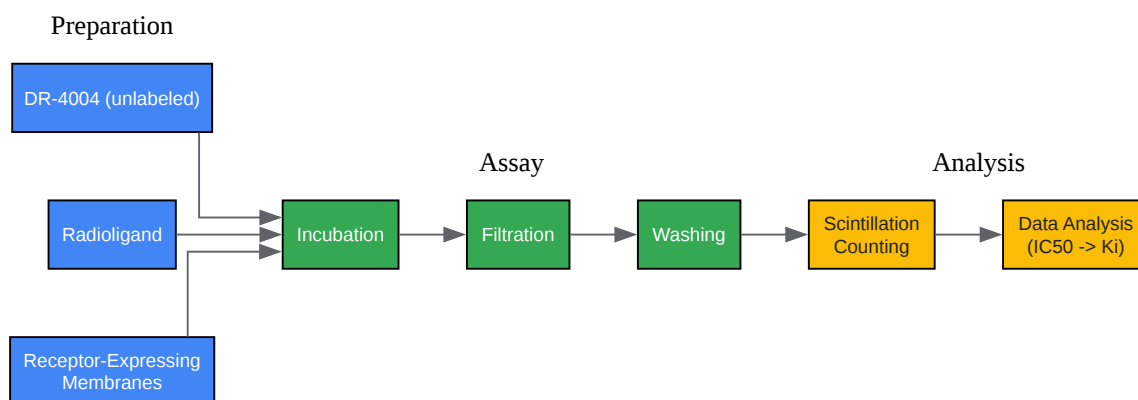 Preparation
DR-4004 (unlabeled)
Assay
Analysis
Radioligand
Incubation
Filtration
Washing
Scintillation
Counting
Data Analysis
(IC50 -> Ki)
Receptor-Expressing
Membranes